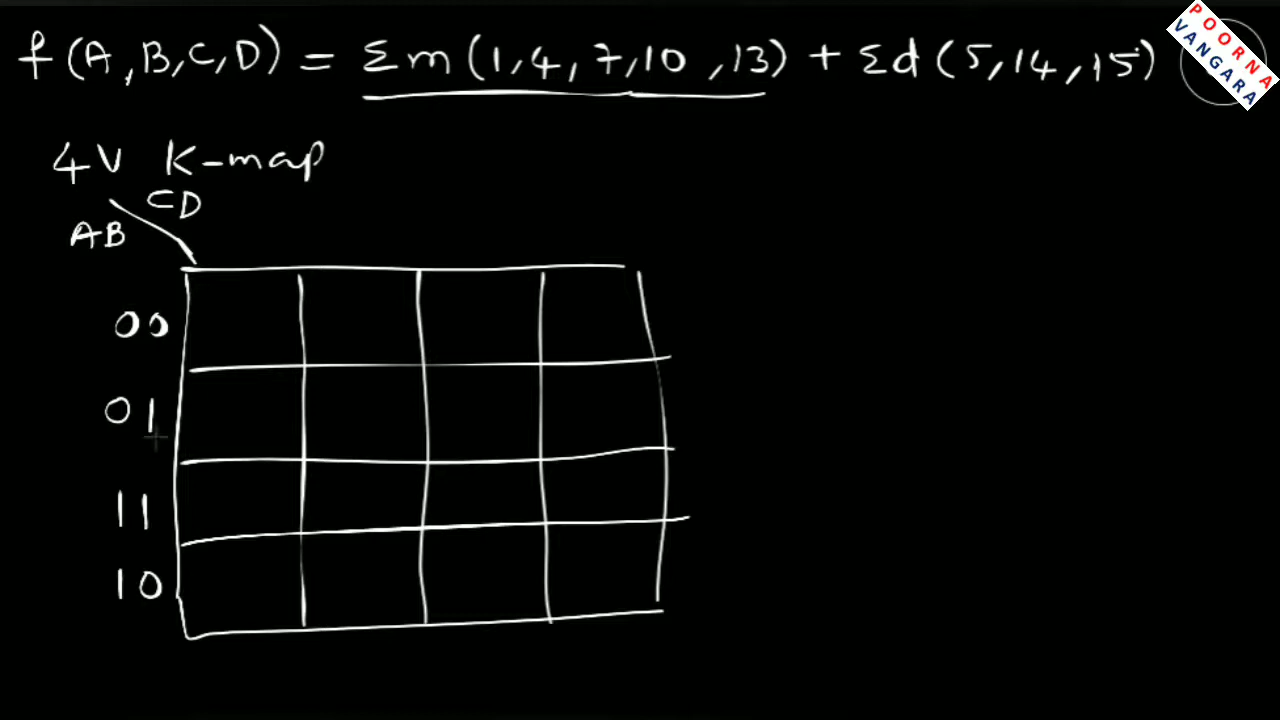 f(A,B,C,D) = Σm(1,4,7,10,13) + Σd(5,14,15)
POORNA
VANGARA
4V K-map
CD
AB
00
01
11
10